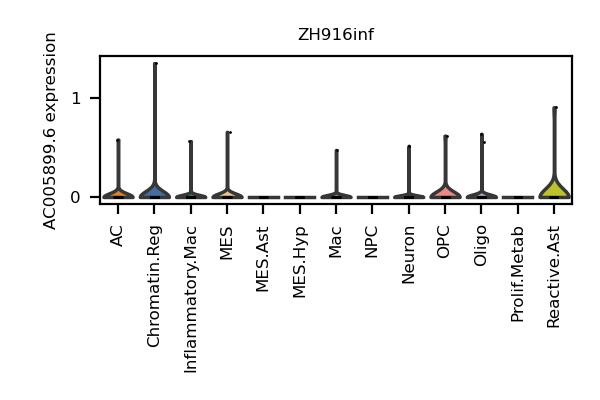 ZH916inf
AC005899.6 expression
1
0
AC
Chromatin.Reg
Inflammatory.Mac
MES
MES.Ast
MES.Hyp
Mac
NPC
Neuron
OPC
Oligo
Prolif.Metab
Reactive.Ast